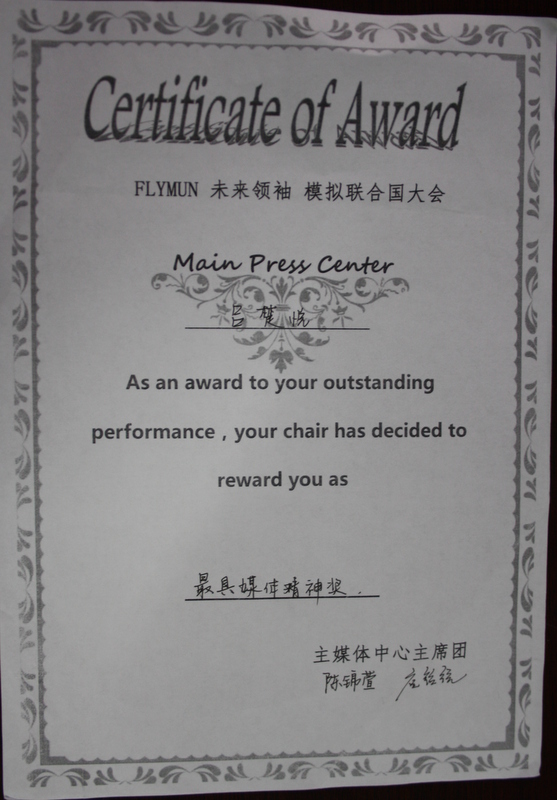 Certificate of Award
FLYMUN 未来领袖 模拟联合国大会
Main Press Center
吕楚悦
As an award to your outstanding
performance，your chair has decided to
reward you as
最具媒体精神奖.
主媒体中心主席团
陈锦萱